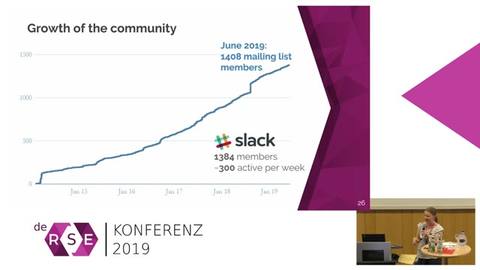 Growth of the community
June 2019:
1408 mailing list
members
1500
1000
500
0
Jan 15
Jan 16
Jan 17
Jan 18
Jan 19
slack
1384 members
~300 active per week
26
de
RSE
KONFERENZ
2019